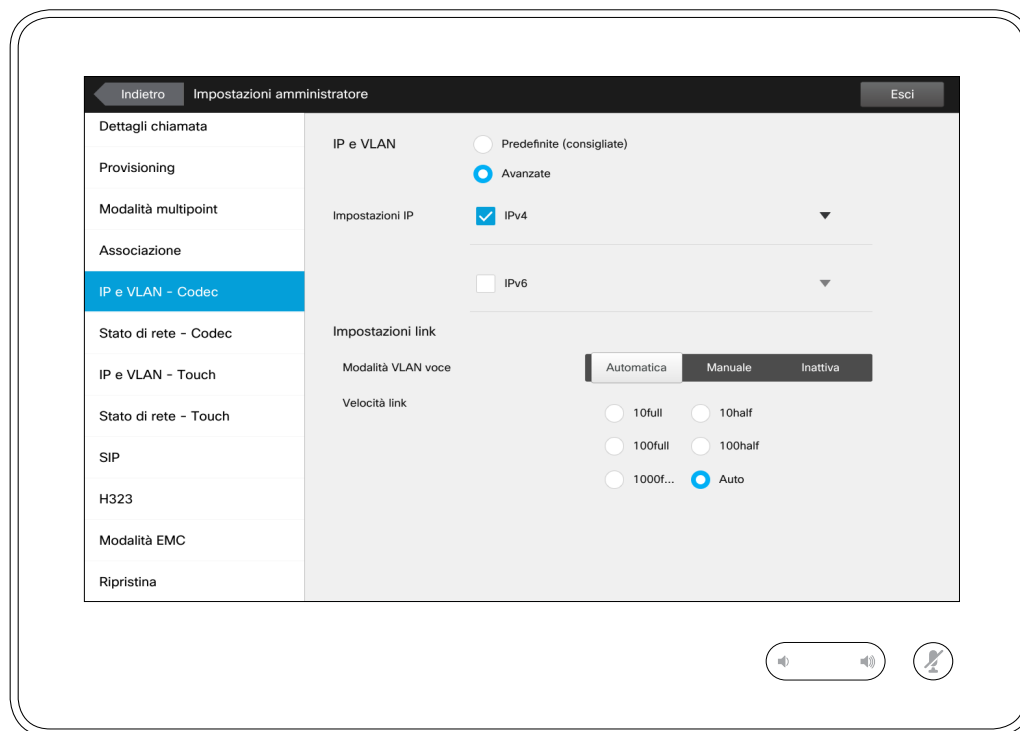 Indietro
Impostazioni amministratore
Esci
Dettagli chiamata
Provisioning
Modalità multipoint
Associazione
IP e VLAN - Codec
Stato di rete - Codec
IP e VLAN - Touch
Stato di rete - Touch
SIP
H323
Modalità EMC
Ripristina
IP e VLAN
Predefinite (consigliate)
Avanzate
Impostazioni IP
IPv4
IPv6
Impostazioni link
Modalità VLAN voce
Automatica
Manuale
Inattiva
Velocità link
10full
10half
100full
100half
1000f...
Auto